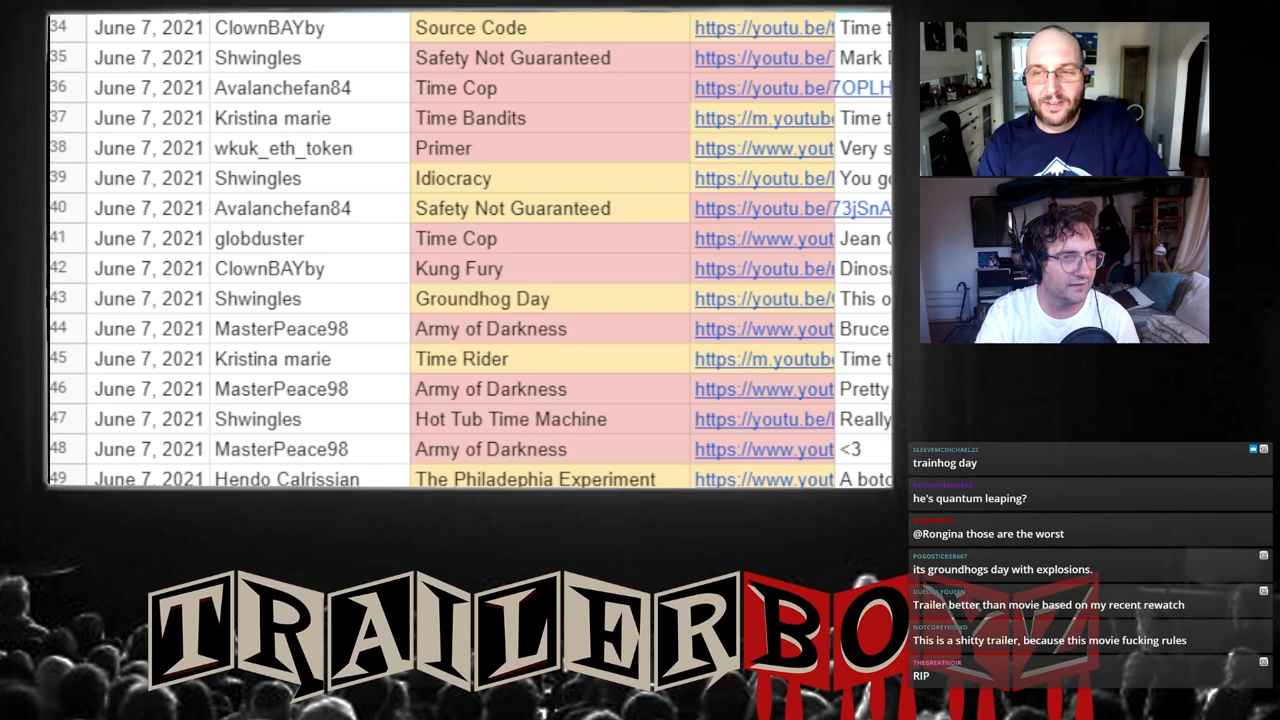 34 June 7, 2021 ClownBAYby Source Code https://youtu.be/ Time
35 June 7, 2021 Shwingles Safety Not Guaranteed https://youtu.be/ Mark
36 June 7, 2021 Avalanchefan84 Time Cop https://youtu.be/7OPLH
37 June 7, 2021 Kristina marie Time Bandits https://m.youtube Time
38 June 7, 2021 wkuk_eth_token Primer https://www.yout Very
39 June 7, 2021 Shwingles Idiocracy https://youtu.be/ You
40 June 7, 2021 Avalanchefan84 Safety Not Guaranteed https://youtu.be/73jSnA
41 June 7, 2021 globduster Time Cop https://www.yout Jean
42 June 7, 2021 ClownBAYby Kung Fury https://youtu.be/ Dinosa
43 June 7, 2021 Shwingles Groundhog Day https://youtu.be/ This
44 June 7, 2021 MasterPeace98 Army of Darkness https://www.yout Bruce
45 June 7, 2021 Kristina marie Time Rider https://m.youtube Time
46 June 7, 2021 MasterPeace98 Army of Darkness https://www.yout Pretty
47 June 7, 2021 Shwingles Hot Tub Time Machine https://youtu.be/ Really
48 June 7, 2021 MasterPeace98 Army of Darkness https://www.yout <3
49 June 7, 2021 Hendo Calrissian The Philadephia Experiment https://www.yout A
SLEEVEMCDICHAEL22
trainhog day
he's quantum leaping?
@Rongina those are the worst
POGOSTICKER667
its groundhogs day with explosions.
DUEDILLYQUEEN
Trailer better than movie based on my recent rewatch
NOTCOREYDOWD
This is a shitty trailer, because this movie fucking rules
THEGREATNOIR
RIP
TRAILERBOYZ